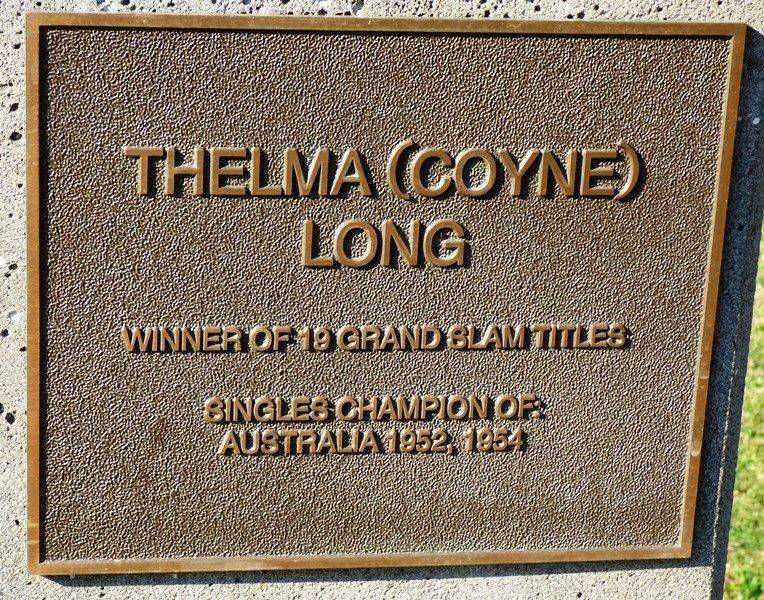 THELMA (COYNE)
LONG
WINNER OF 19 GRAND SLAM TITLES
SINGLES CHAMPION OF:
AUSTRALIA 1952, 1954